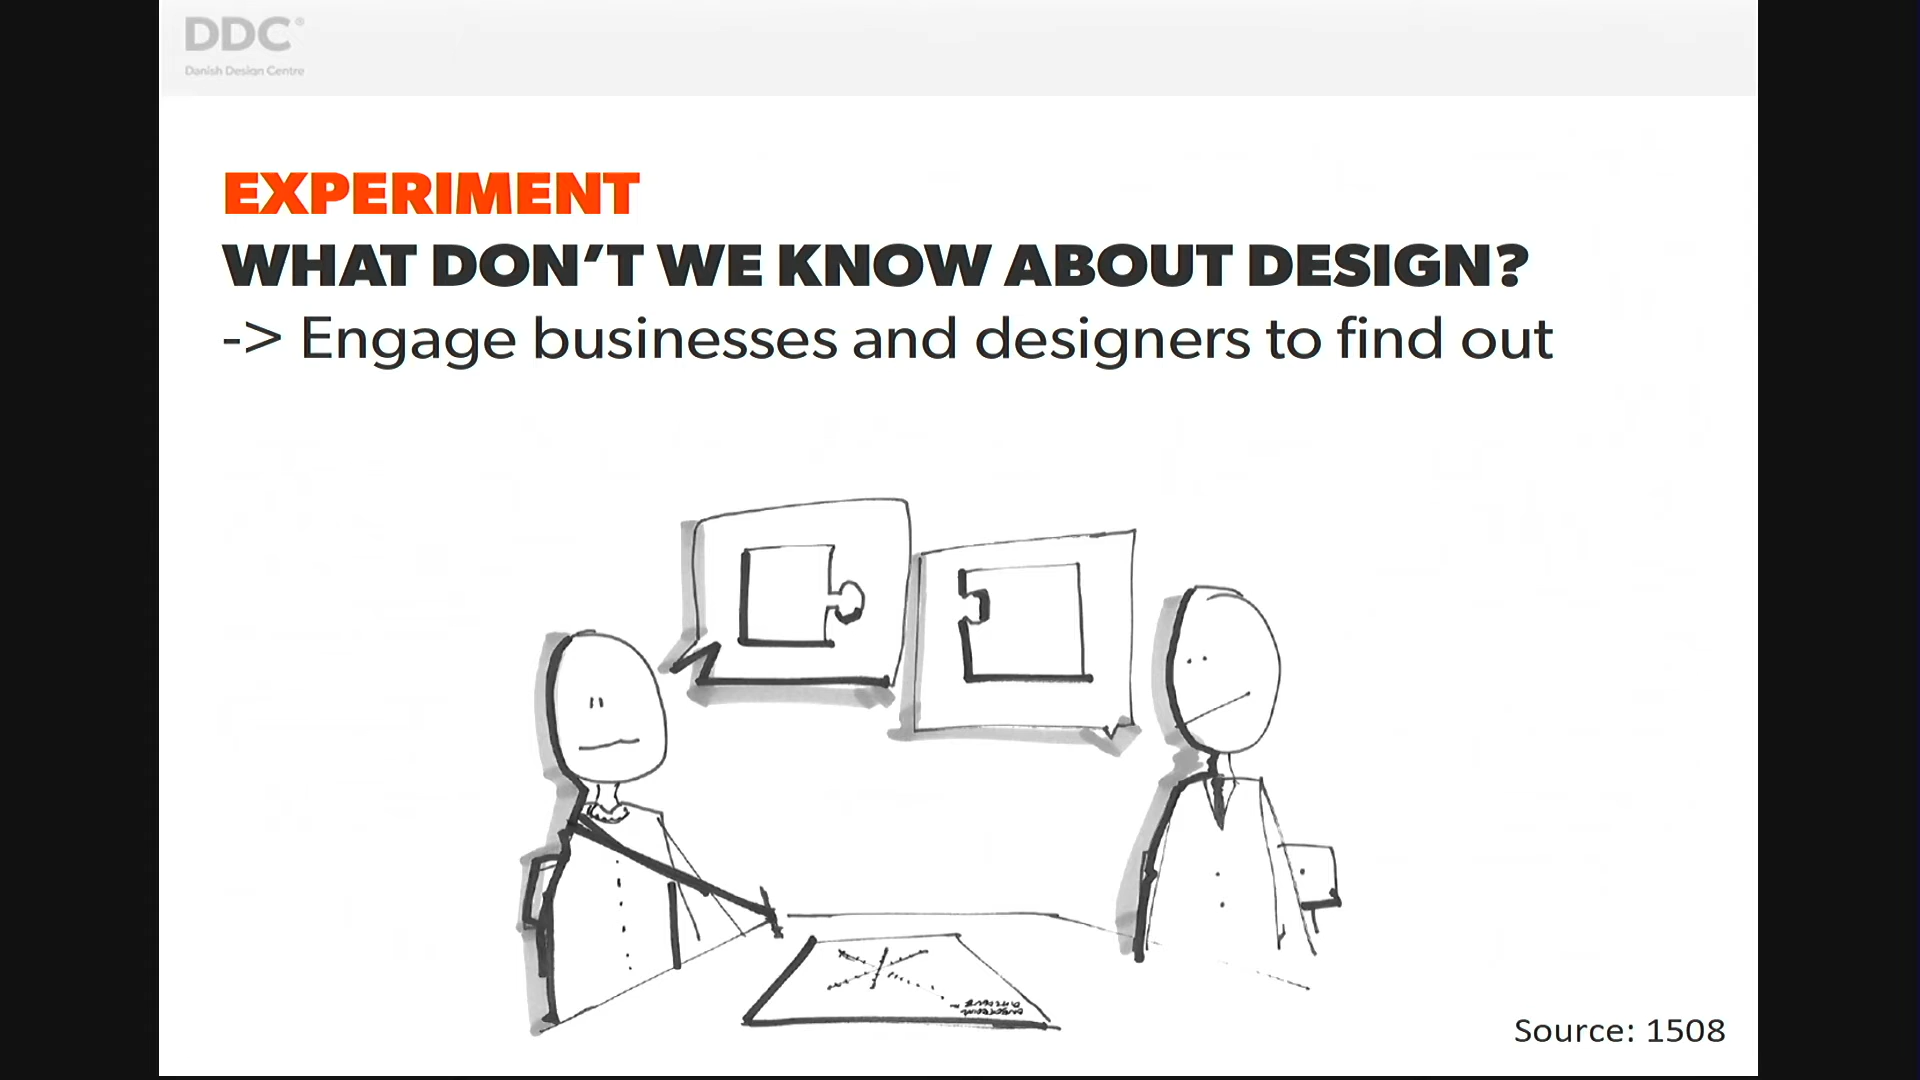 DDC®
Danish Design Centre
EXPERIMENT
WHAT DON'T WE KNOW ABOUT DESIGN?
-> Engage businesses and designers to find out
Source: 1508